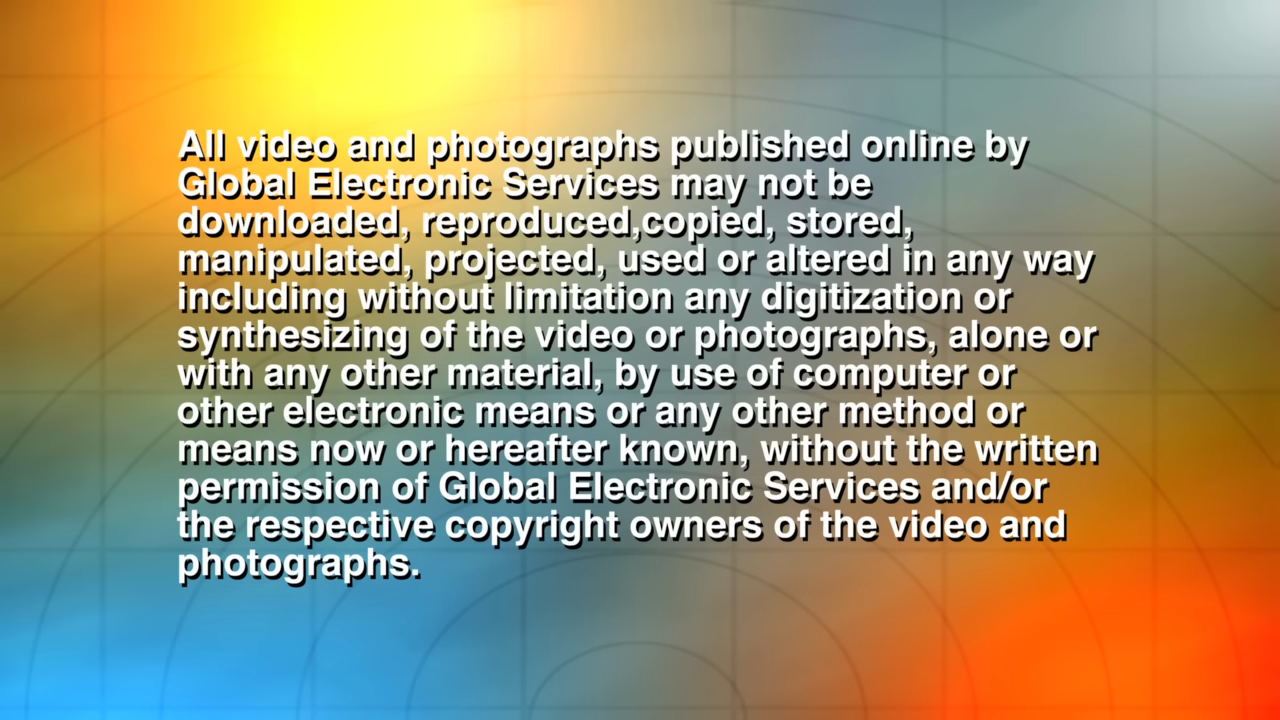 All video and photographs published online by
Global Electronic Services may not be
downloaded, reproduced,copied, stored,
manipulated, projected, used or altered in any way
including without limitation any digitization or
synthesizing of the video or photographs, alone or
with any other material, by use of computer or
other electronic means or any other method or
means now or hereafter known, without the written
permission of Global Electronic Services and/or
the respective copyright owners of the video and
photographs.